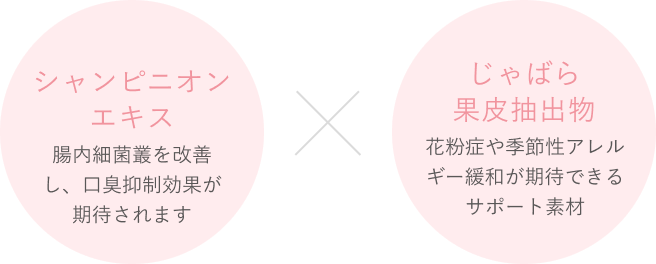 シャンピニオン
エキス
腸内細菌叢を改善
し、口臭抑制効果が
期待されます
じゃばら
果皮抽出物
花粉症や季節性アレル
ギー緩和が期待できる
サポート素材